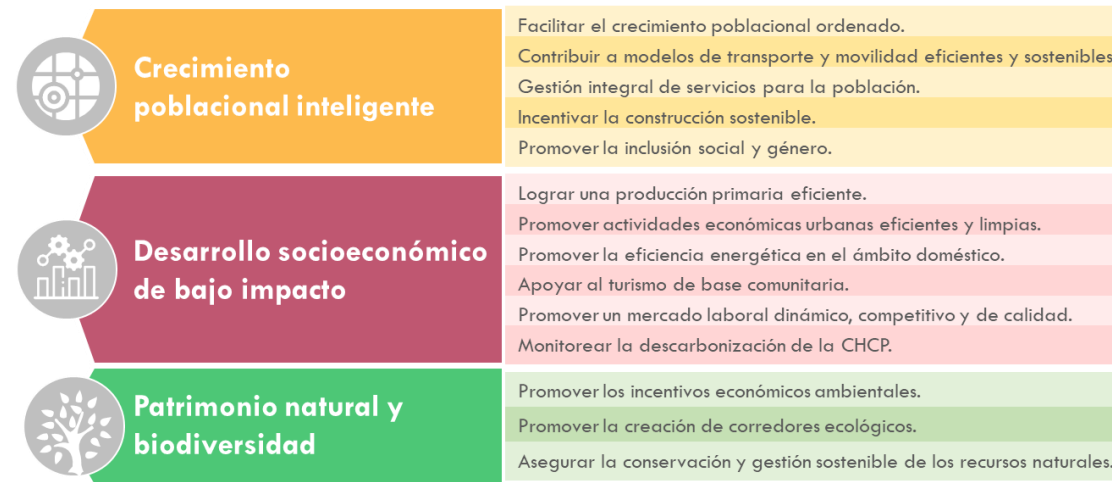 Crecimiento
poblacional inteligente
Facilitar el crecimiento poblacional ordenado.
Contribuir a modelos de transporte y movilidad eficientes y sostenibles
Gestión integral de servicios para la población.
Incentivar la construcción sostenible.
Promover la inclusión social y género.
Desarrollo socioeconómico
de bajo impacto
Lograr una producción primaria eficiente.
Promover actividades económicas urbanas eficientes y limpias.
Promover la eficiencia energética en el ámbito doméstico.
Apoyar al turismo de base comunitaria.
Promover un mercado laboral dinámico, competitivo y de calidad.
Monitorear la descarbonización de la CHCP.
Patrimonio natural y
biodiversidad
Promover los incentivos económicos ambientales.
Promover la creación de corredores ecológicos.
Asegurar la conservación y gestión sostenible de los recursos naturales.